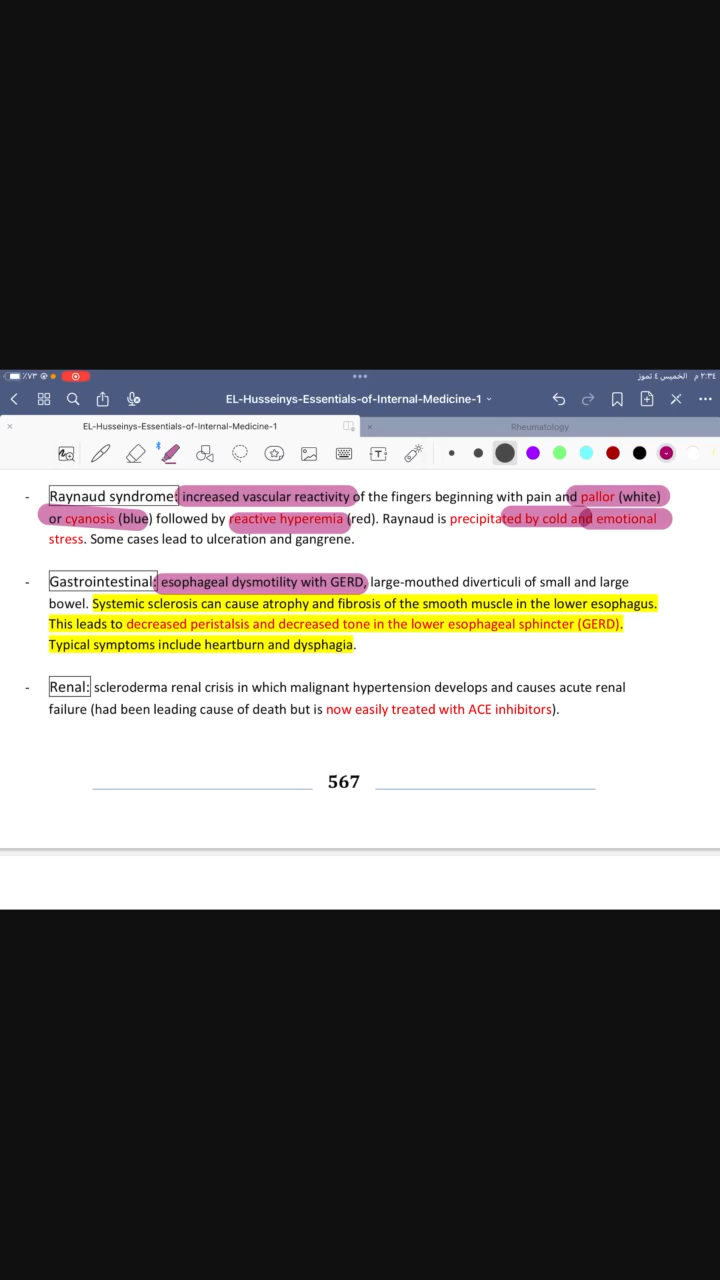 ٪٧٣
٢:٣٤ م الخميس ٤ تموز
EL-Husseinys-Essentials-of-Internal-Medicine-1
EL-Husseinys-Essentials-of-Internal-Medicine-1
Rheumatology
- Raynaud syndrome: increased vascular reactivity of the fingers beginning with pain and pallor (white)
or cyanosis (blue) followed by reactive hyperemia (red). Raynaud is precipitated by cold and emotional
stress. Some cases lead to ulceration and gangrene.
- Gastrointestinal: esophageal dysmotility with GERD, large-mouthed diverticuli of small and large
bowel. Systemic sclerosis can cause atrophy and fibrosis of the smooth muscle in the lower esophagus.
This leads to decreased peristalsis and decreased tone in the lower esophageal sphincter (GERD).
Typical symptoms include heartburn and dysphagia.
- Renal: scleroderma renal crisis in which malignant hypertension develops and causes acute renal
failure (had been leading cause of death but is now easily treated with ACE inhibitors).
567